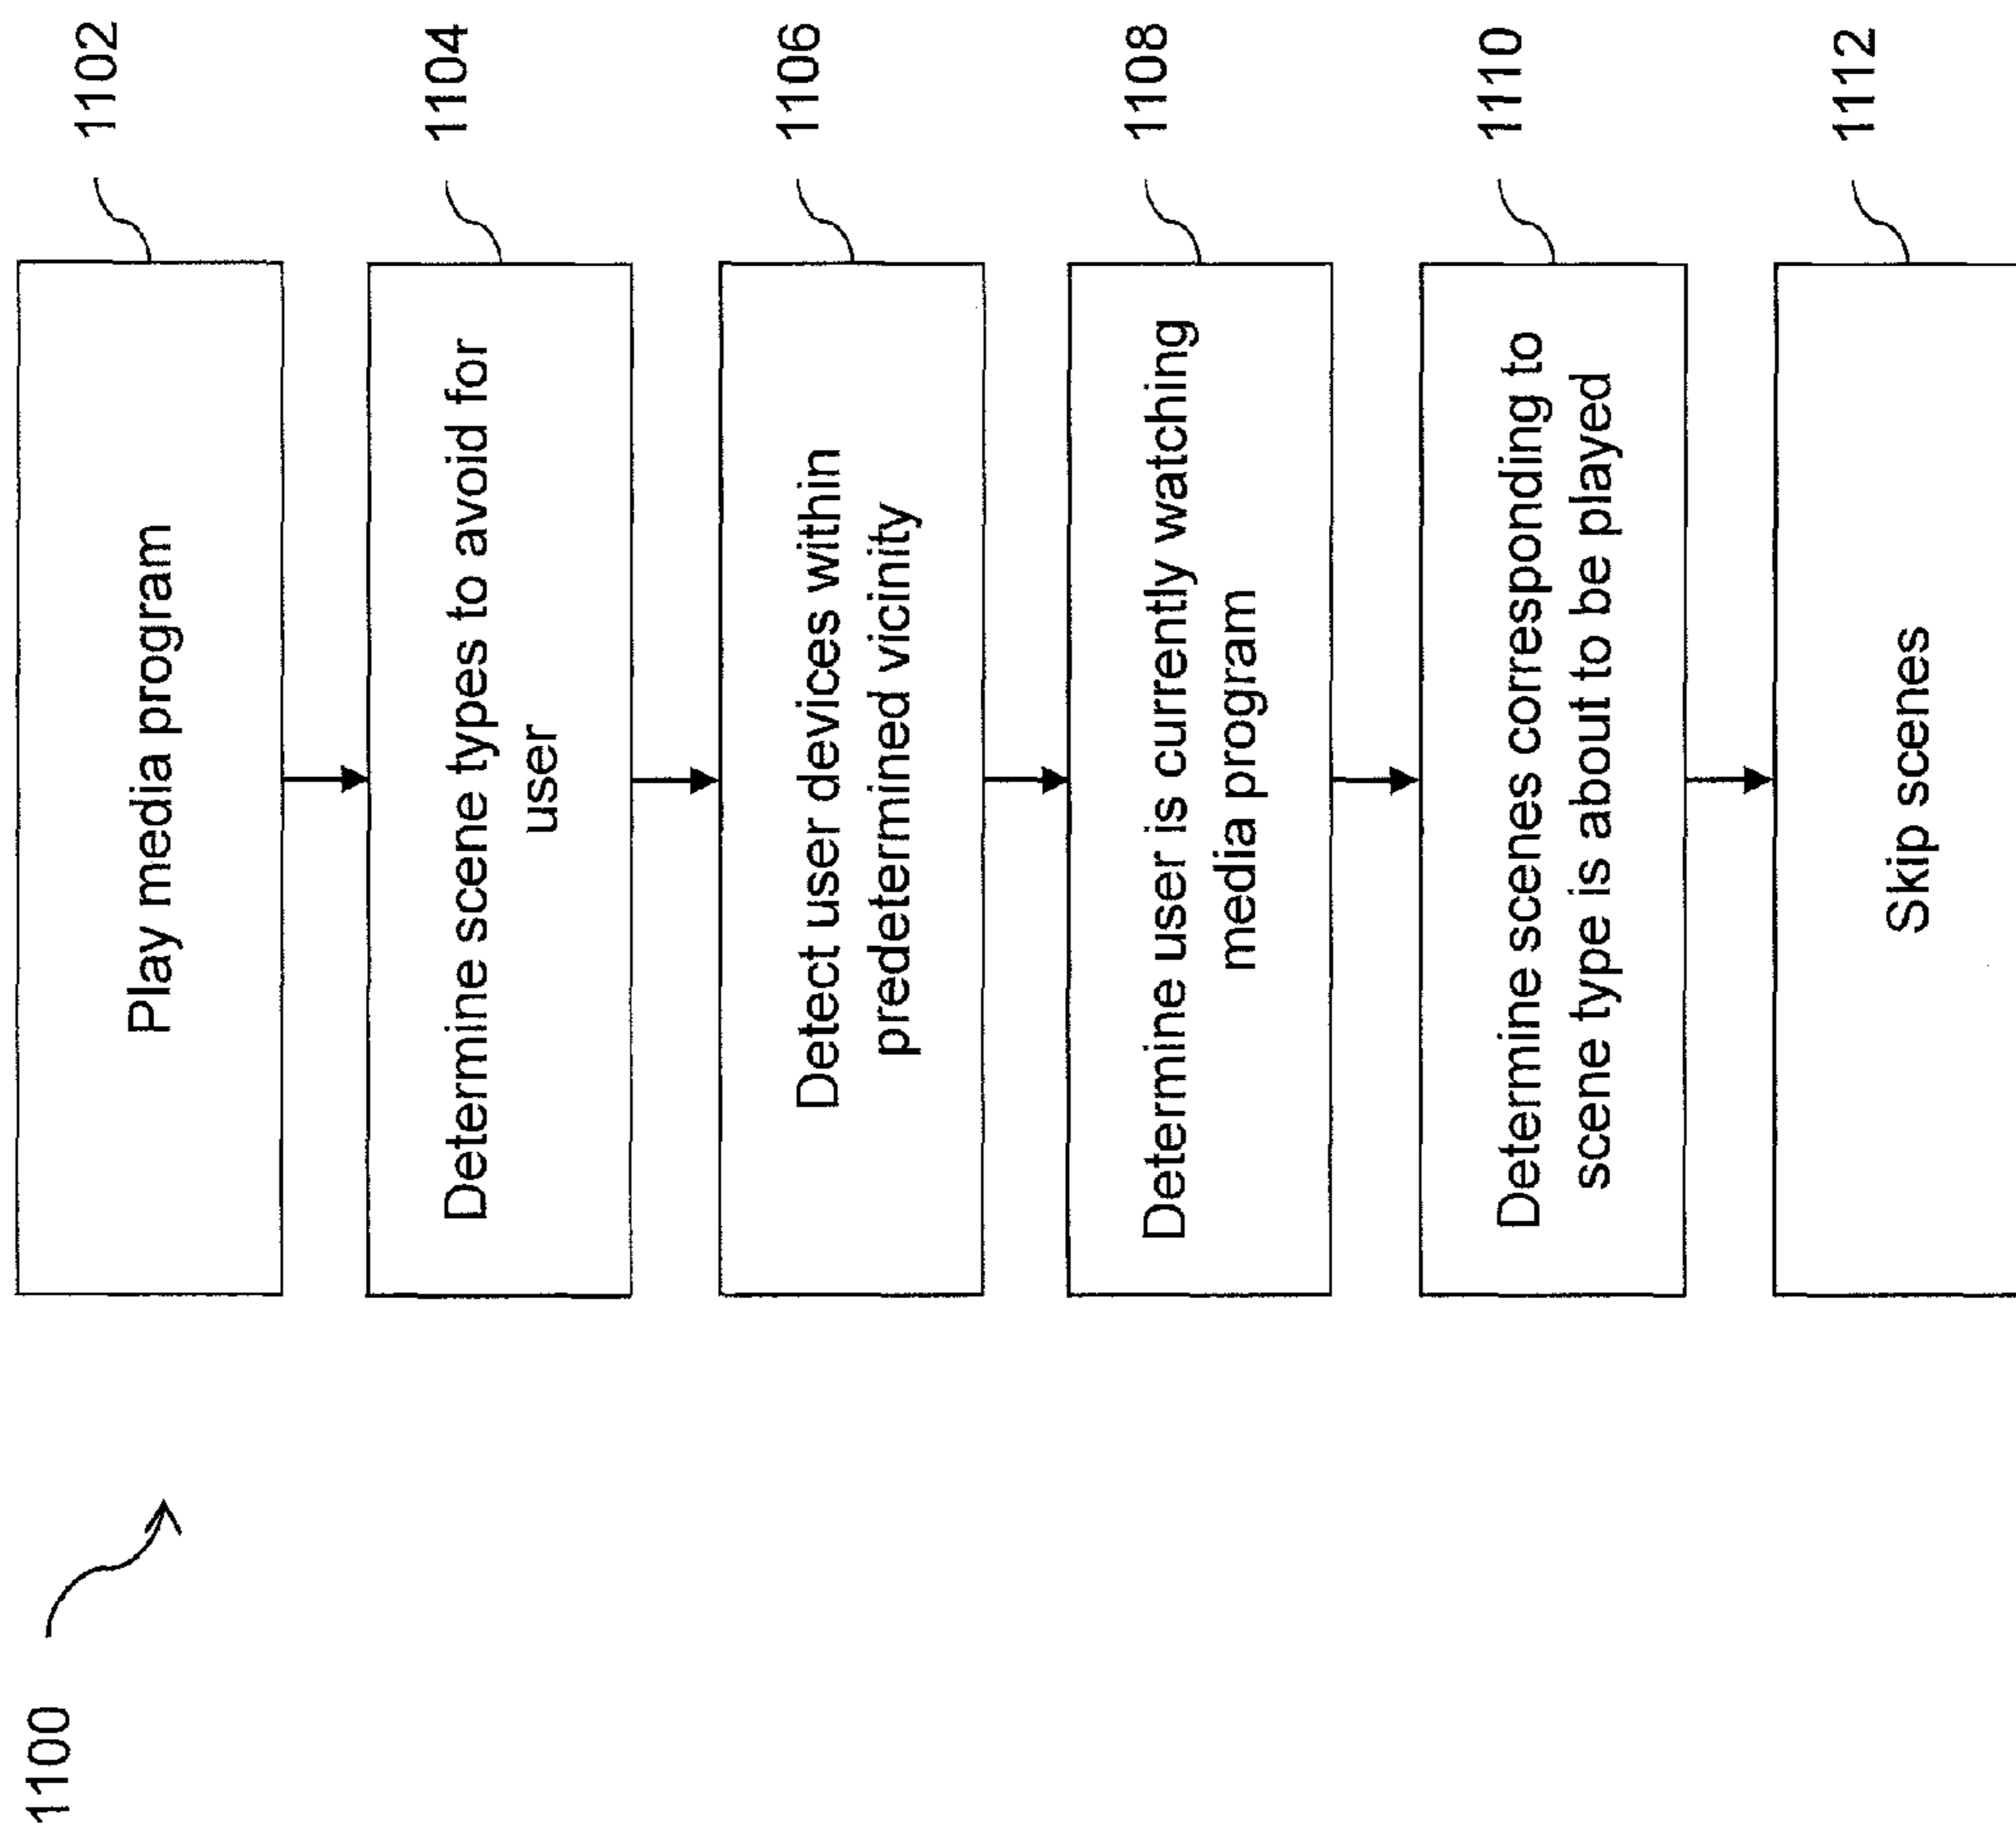 1100
1102
Play media program
1104
Determine scene types to avoid for
user
1106
Detect user devices within
predetermined vicinity
1108
Determine user is currently watching
media program
1110
Determine scenes corresponding to
scene type is about to be played
1112
Skip scenes